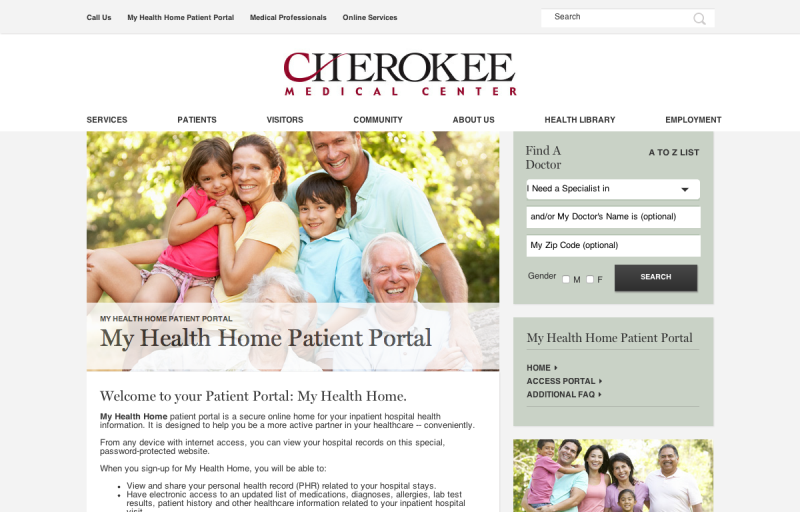 Call Us My Health Home Patient Portal Medical Professionals Online Services Search
CHEROKEE
MEDICAL CENTER
SERVICES PATIENTS VISITORS COMMUNITY ABOUT US HEALTH LIBRARY EMPLOYMENT
MY HEALTH HOME PATIENT PORTAL
My Health Home Patient Portal
Welcome to your Patient Portal: My Health Home.
My Health Home patient portal is a secure online home for your inpatient hospital health
information. It is designed to help you be a more active partner in your healthcare -- conveniently.
From any device with internet access, you can view your hospital records on this special,
password-protected website.
When you sign-up for My Health Home, you will be able to:
• View and share your personal health record (PHR) related to your hospital stays.
• Have electronic access to an updated list of medications, diagnoses, allergies, lab test
results, patient history and other healthcare information related to your inpatient hospital
visit.
Find A
Doctor
A TO Z LIST
I Need a Specialist in
and/or My Doctor's Name is (optional)
My Zip Code (optional)
Gender M F SEARCH
My Health Home Patient Portal
HOME
ACCESS PORTAL
ADDITIONAL FAQ